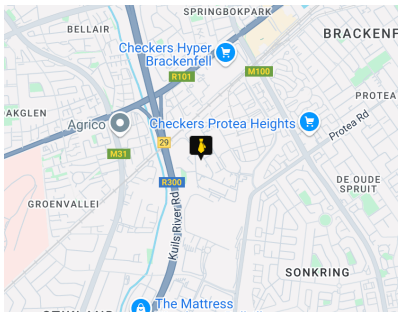 SPRINGBOKPARK
BELLAIR
BRACKENF
Checkers Hyper
Brackenfell
R101
M100
PROTEA
OAKGLEN
Agrico
Checkers Protea Heights
Protea Rd
29
M31
R300
DE OUDE
SPRUIT
GROENVALLEI
Kuils River Rd
SONKRING
The Mattress